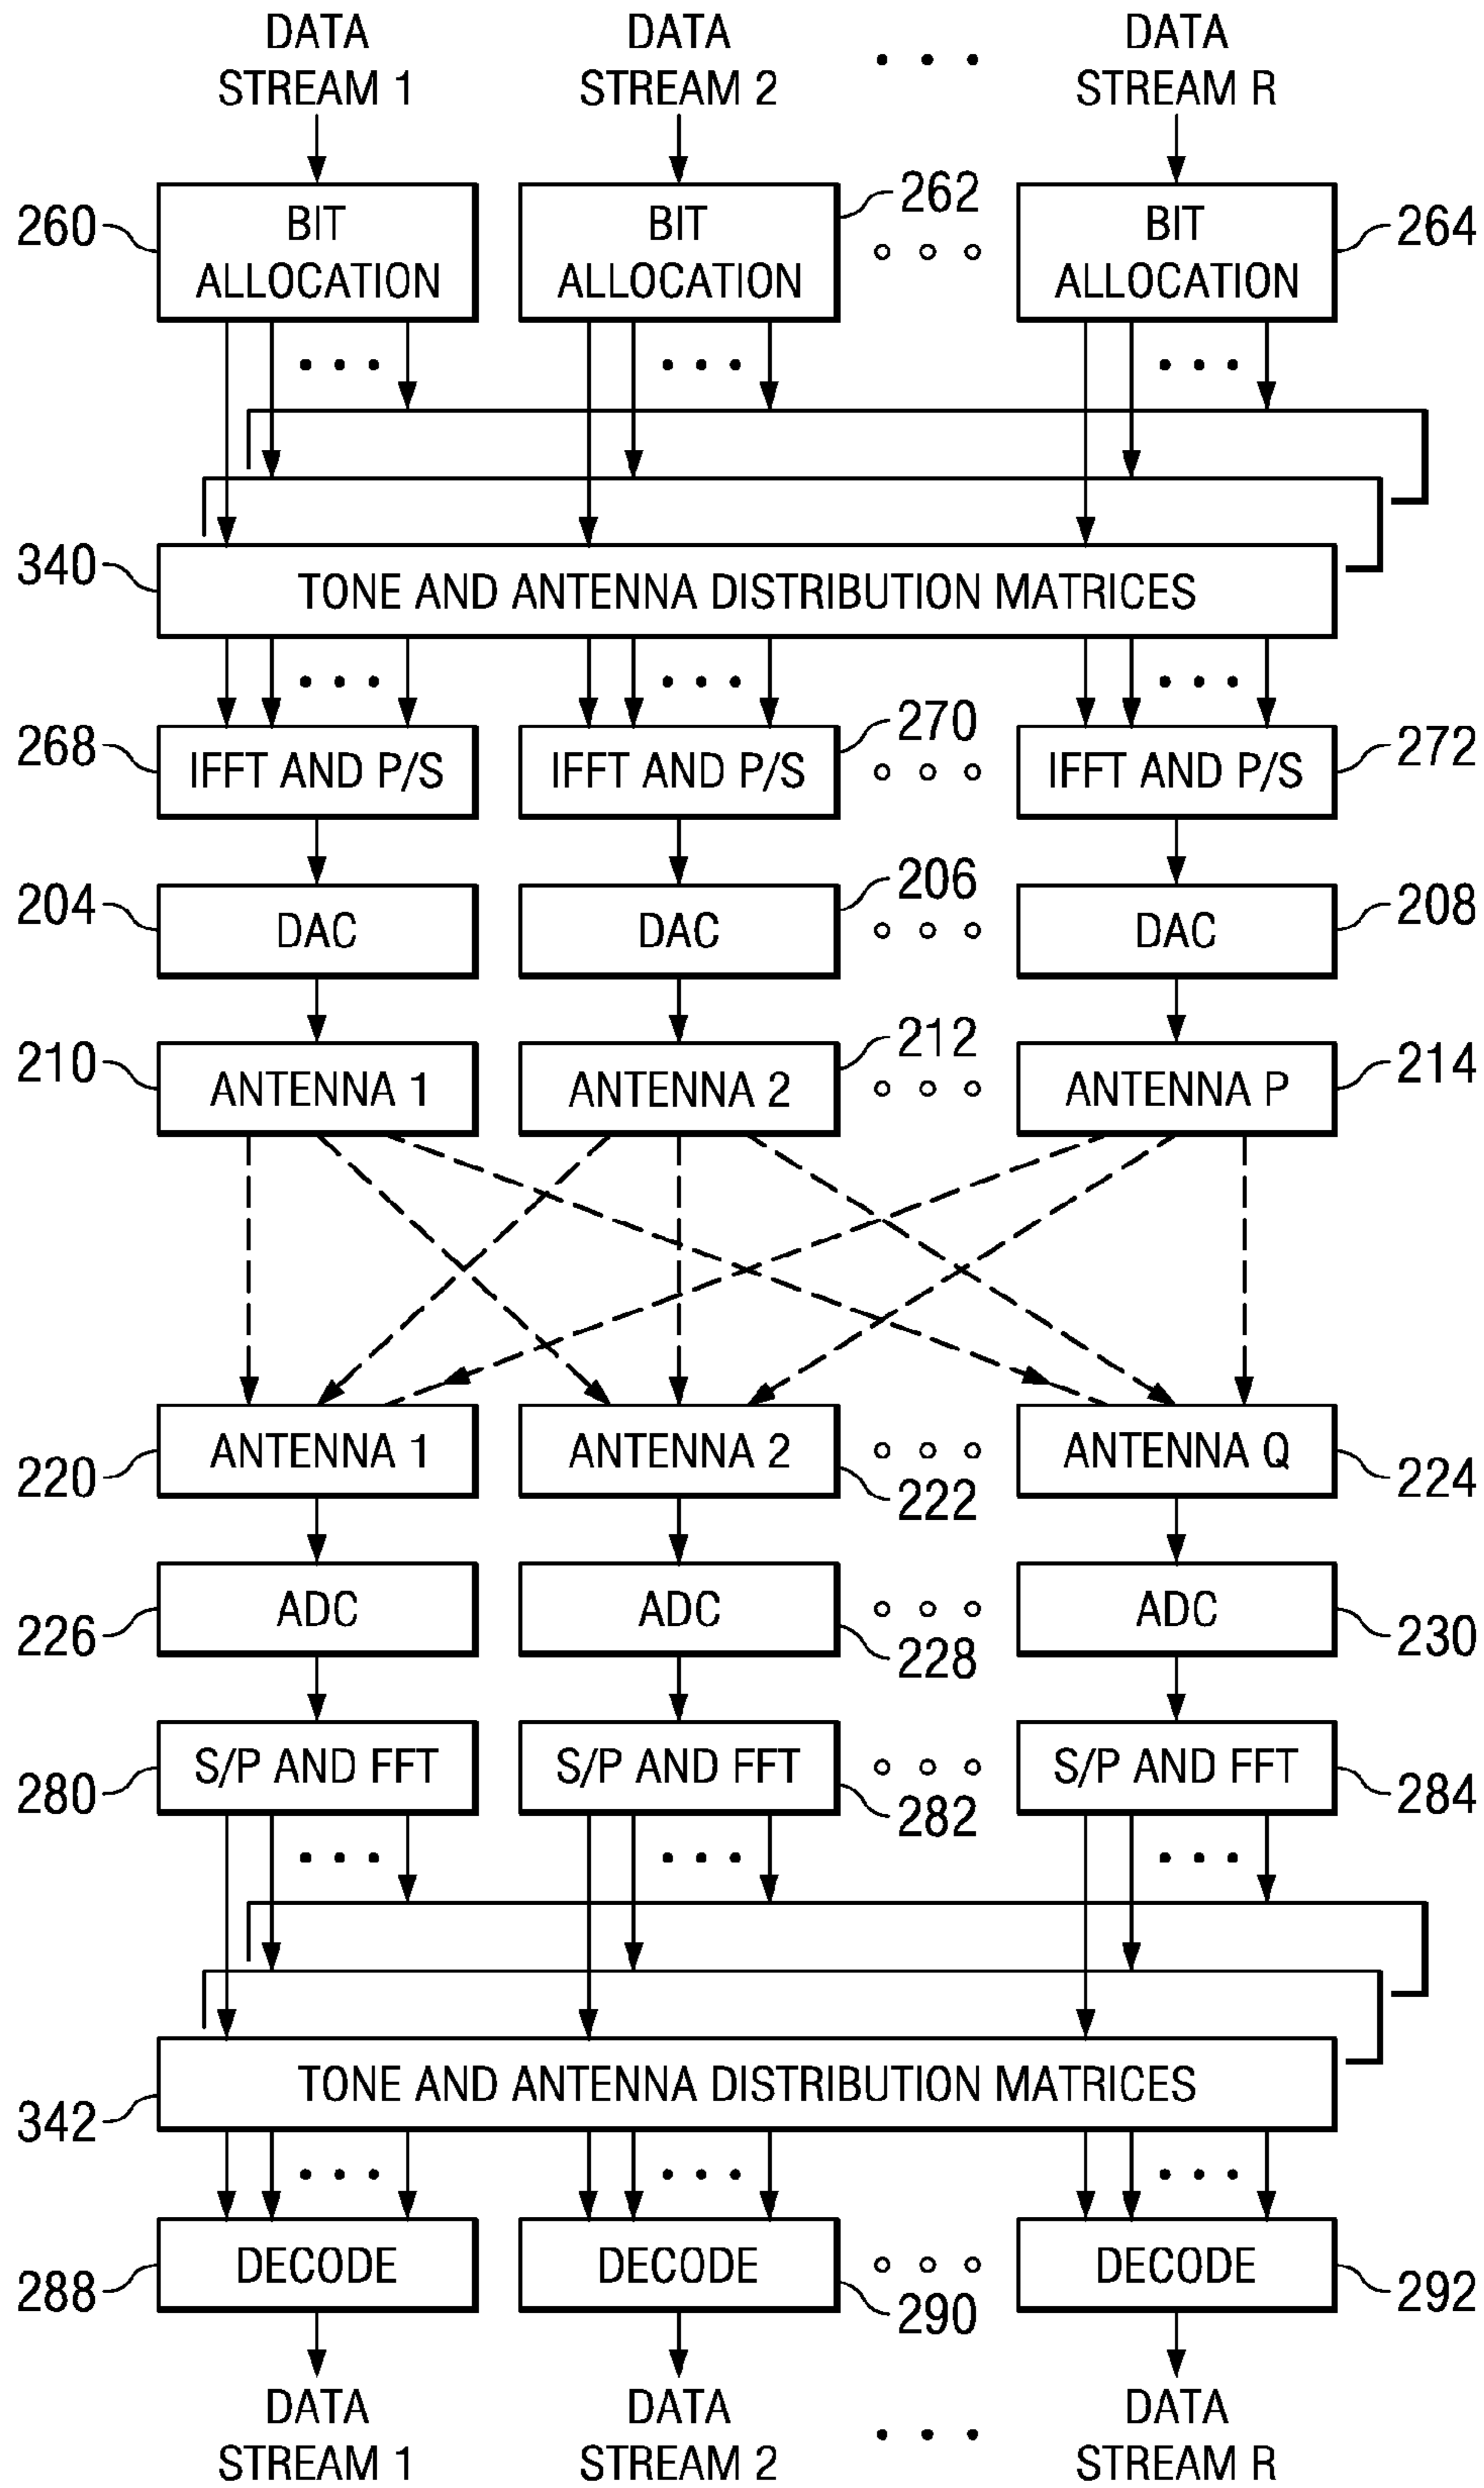 DATA STREAM 1
DATA STREAM 2
. . .
DATA STREAM R
260
BIT ALLOCATION
BIT ALLOCATION
262
BIT ALLOCATION
264
340
TONE AND ANTENNA DISTRIBUTION MATRICES
268
IFFT AND P/S
IFFT AND P/S
270
IFFT AND P/S
272
204
DAC
DAC
206
DAC
208
210
ANTENNA 1
ANTENNA 2
212
ANTENNA P
214
220
ANTENNA 1
ANTENNA 2
222
ANTENNA Q
224
226
ADC
ADC
228
ADC
230
280
S/P AND FFT
S/P AND FFT
282
S/P AND FFT
284
342
TONE AND ANTENNA DISTRIBUTION MATRICES
288
DECODE
DECODE
290
DECODE
292
DATA STREAM 1
DATA STREAM 2
. . .
DATA STREAM R